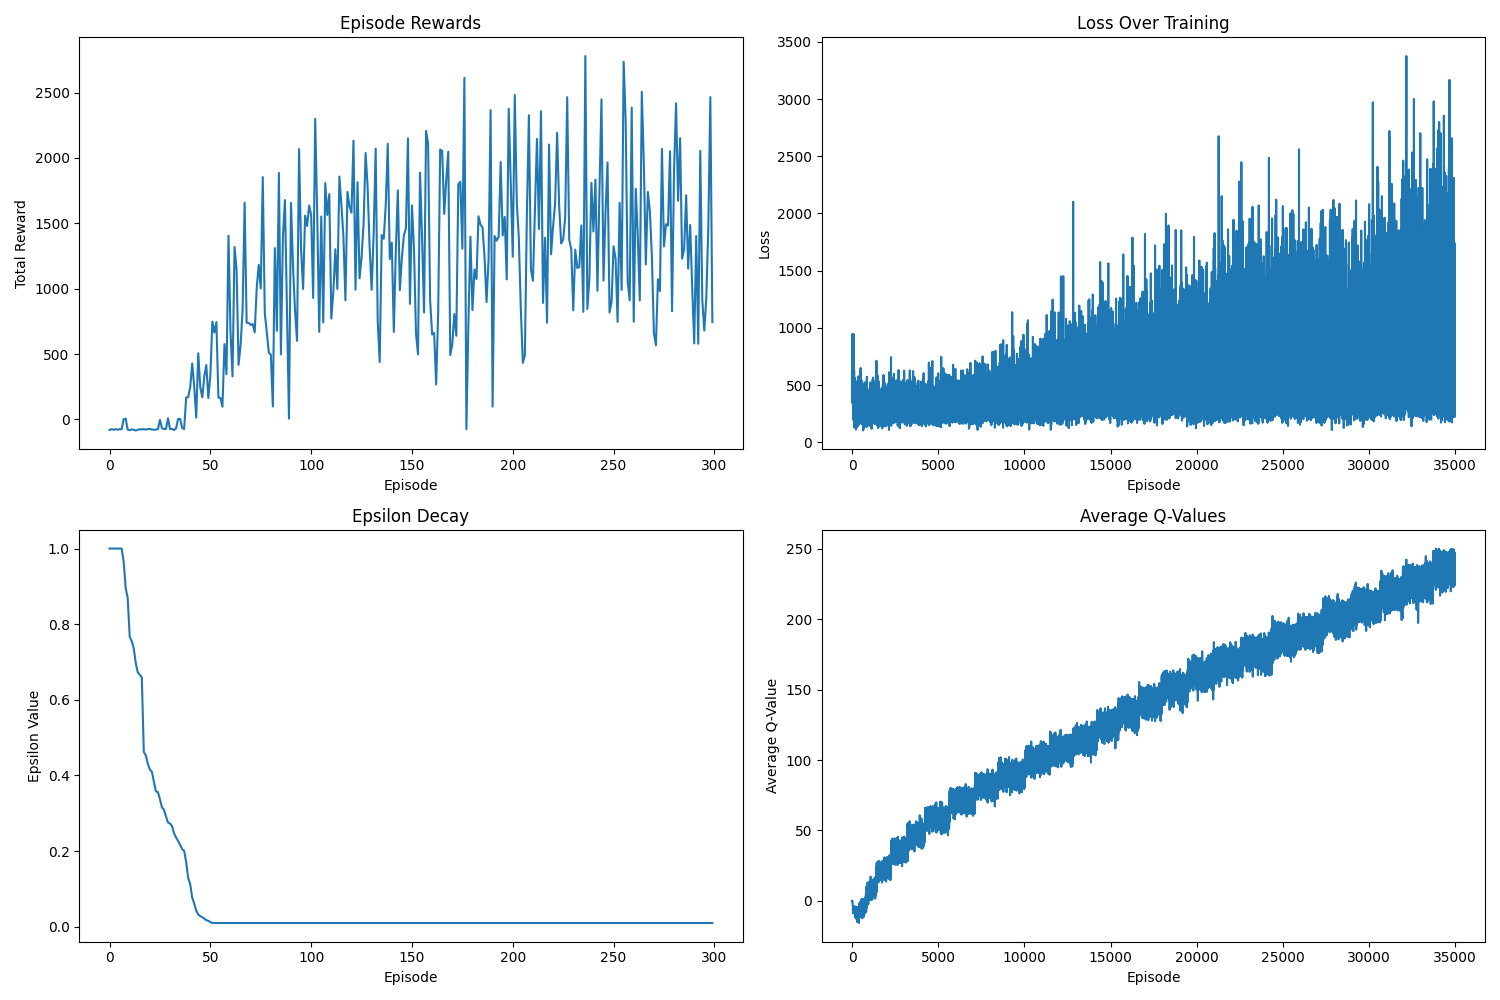 Episode Rewards
Total Reward
2500
2000
1500
1000
500
0
0 50 100 150 200 250 300
Episode
Loss Over Training
Loss
3500
3000
2500
2000
1500
1000
500
0
0 5000 10000 15000 20000 25000 30000 35000
Episode
Epsilon Decay
Epsilon Value
1.0
0.8
0.6
0.4
0.2
0.0
0 50 100 150 200 250 300
Episode
Average Q-Values
Average Q-Value
250
200
150
100
50
0
0 5000 10000 15000 20000 25000 30000 35000
Episode